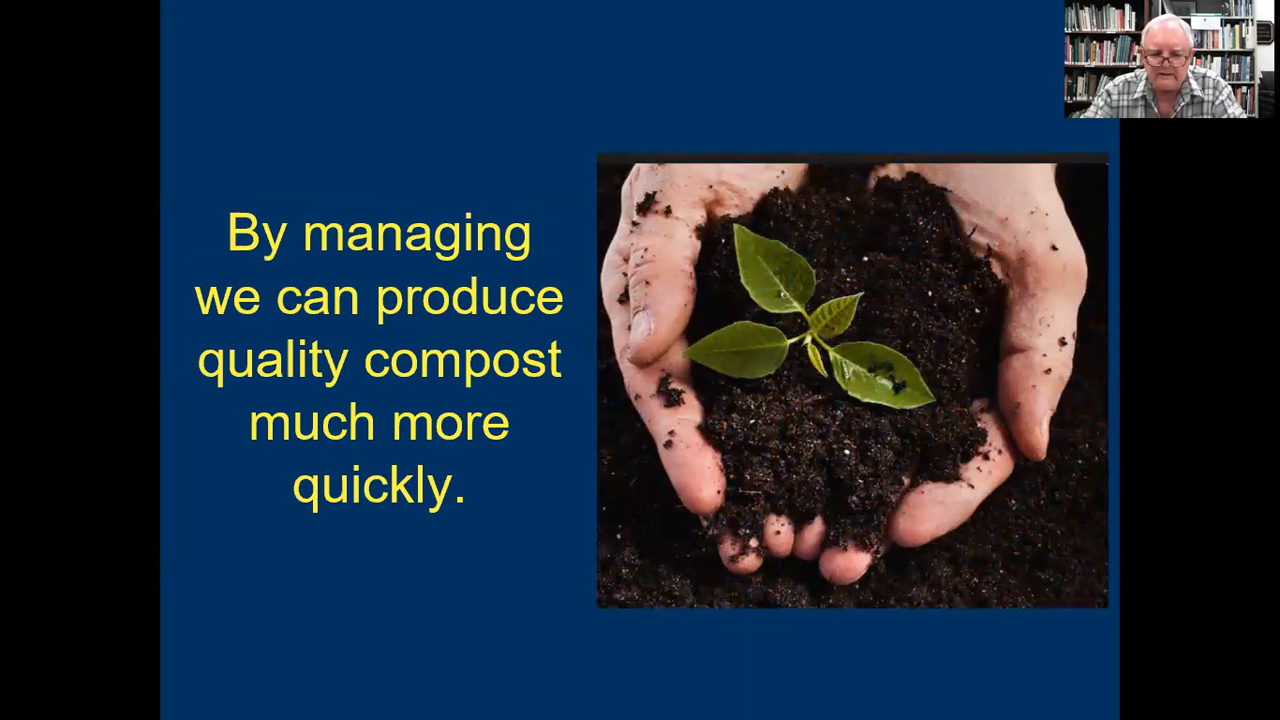 By managing
we can produce
quality compost
much more
quickly.